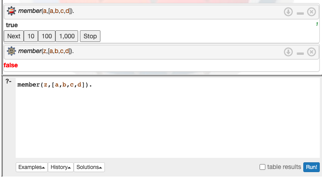 member(a,[a,b,c,d]).
true
Next 10 100 1,000 Stop
member(z,[a,b,c,d]).
false
?- member(z,[a,b,c,d]).
Examples▴ History▴ Solutions▴ table results Run!